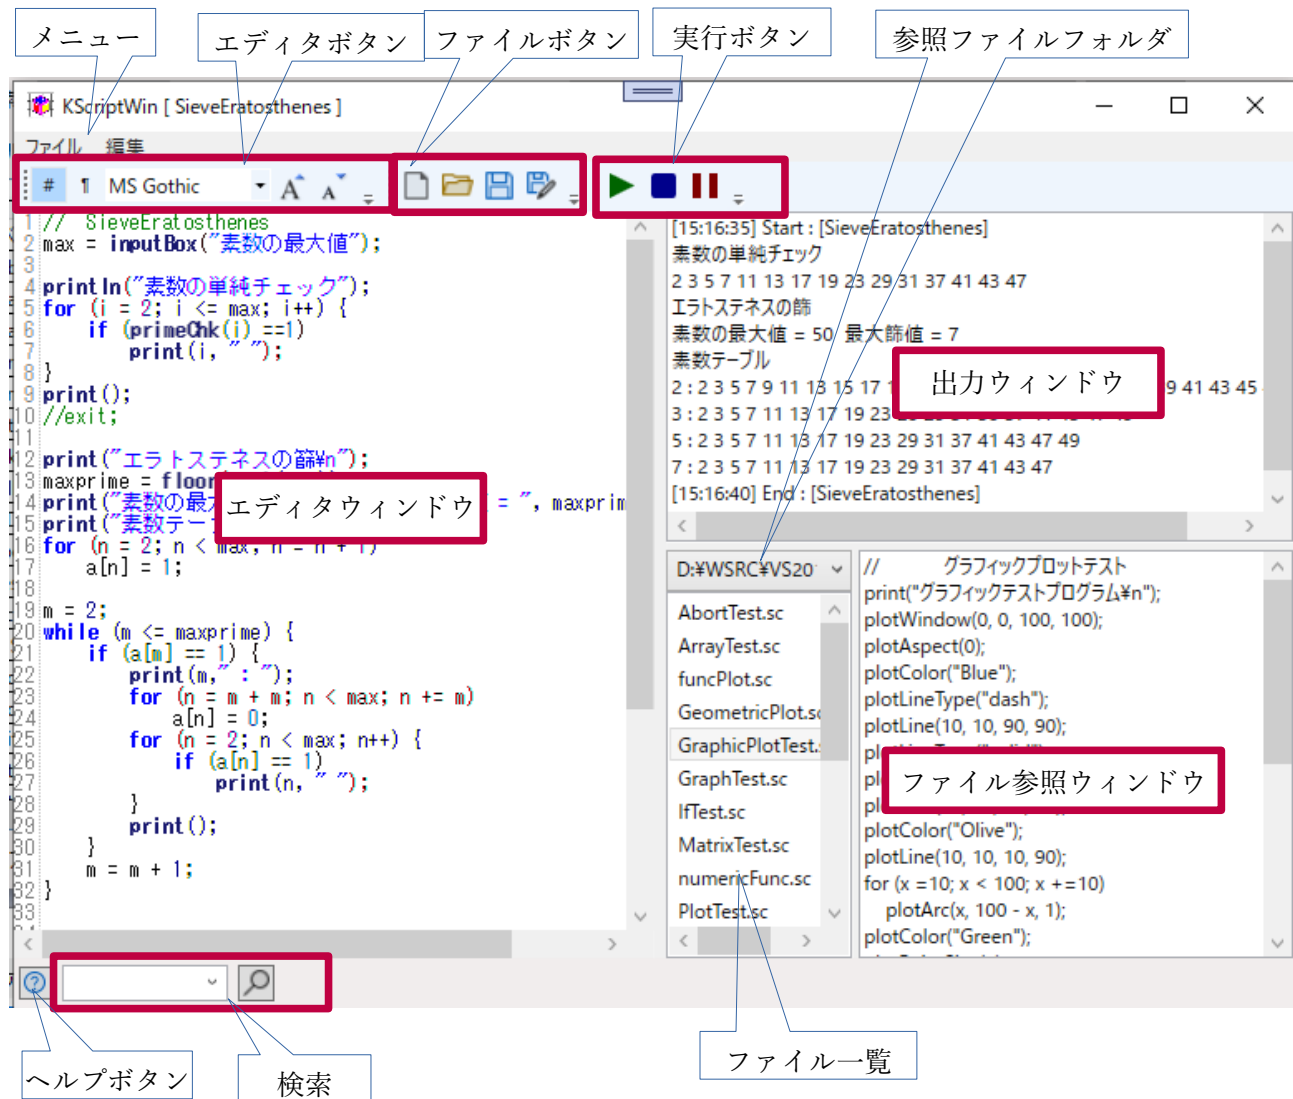 メニュー
エディタボタン
ファイルボタン
実行ボタン
参照ファイルフォルダ
KScriptWin [ SieveEratosthenes ]
ファイル 編集
# ¶ MS Gothic A A
1 // SieveEratosthenes
2 max = inputBox("素数の最大値");
3
4 println("素数の単純チェック");
5 for (i = 2; i <= max; i++) {
6 if (primeChk(i) ==1)
7 print(i, " ");
8 }
9 print();
10 //exit;
11
12 print("エラトステネスの篩¥n");
13 maxprime = floor
14 print("素数の最 = ", maxprim
15 print("素数テー
16 for (n = 2; n < max; n = n + 1)
17 a[n] = 1;
18
19 m = 2;
20 while (m <= maxprime) {
21 if (a[m] == 1) {
22 print(m," : ");
23 for (n = m + m; n < max; n += m)
24 a[n] = 0;
25 for (n = 2; n < max; n++) {
26 if (a[n] == 1)
27 print(n, " ");
28 }
29 print();
30 }
31 m = m + 1;
32 }
33
エディタウィンドウ
[15:16:35] Start : [SieveEratosthenes]
素数の単純チェック
2 3 5 7 11 13 17 19 23 29 31 37 41 43 47
エラトステネスの篩
素数の最大値 = 50 最大篩値 = 7
素数テーブル
2 : 2 3 5 7 9 11 13 15 17 9 41 43 45
3 : 2 3 5 7 11 13 17 19 23
5 : 2 3 5 7 11 13 17 19 23 29 31 37 41 43 47 49
7 : 2 3 5 7 11 13 17 19 23 29 31 37 41 43 47
[15:16:40] End : [SieveEratosthenes]
出力ウィンドウ
D:¥WSRC¥VS20
AbortTest.sc
ArrayTest.sc
funcPlot.sc
GeometricPlot.sc
GraphicPlotTest.
GraphTest.sc
IfTest.sc
MatrixTest.sc
numericFunc.sc
PlotTest.sc
// グラフィックプロットテスト
print("グラフィックテストプログラム¥n");
plotWindow(0, 0, 100, 100);
plotAspect(0);
plotColor("Blue");
plotLineType("dash");
plotLine(10, 10, 90, 90);
ファイル参照ウィンドウ
plotColor("Olive");
plotLine(10, 10, 10, 90);
for (x =10; x < 100; x +=10)
plotArc(x, 100 - x, 1);
plotColor("Green");
ヘルプボタン
検索
ファイル一覧